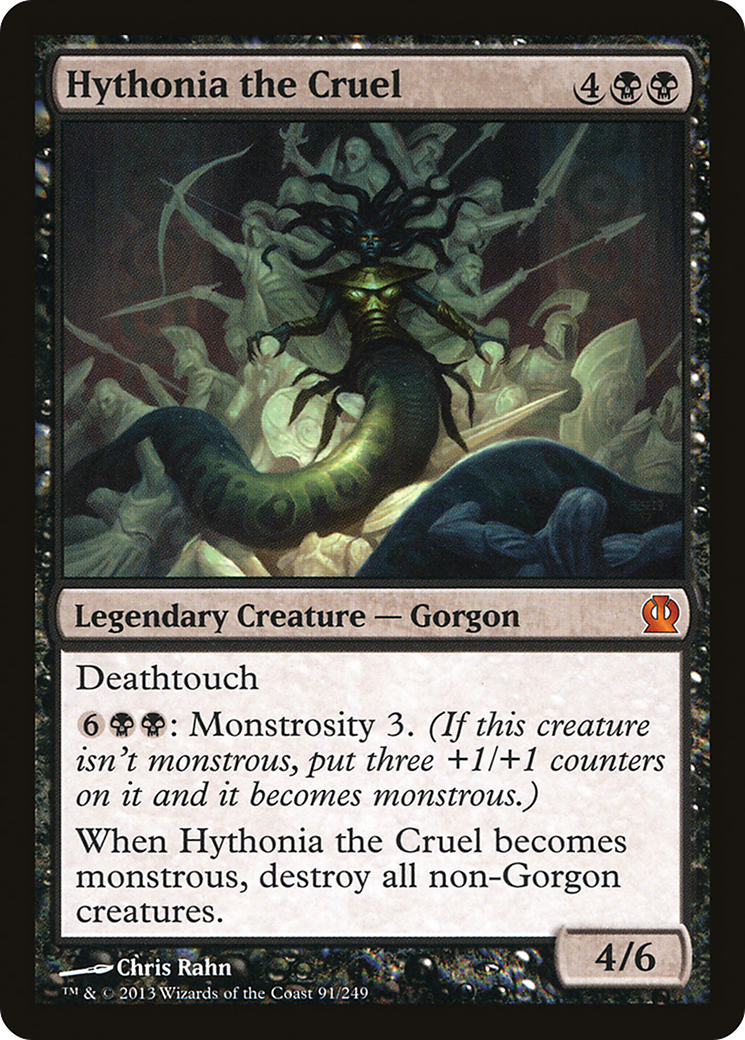 Hythonia the Cruel 4
Legendary Creature — Gorgon
Deathtouch
6: Monstrosity 3. (If this creature
isn't monstrous, put three +1/+1 counters
on it and it becomes monstrous.)
When Hythonia the Cruel becomes
monstrous, destroy all non-Gorgon
creatures.
4/6
Chris Rahn
™ & © 2013 Wizards of the Coast 91/249